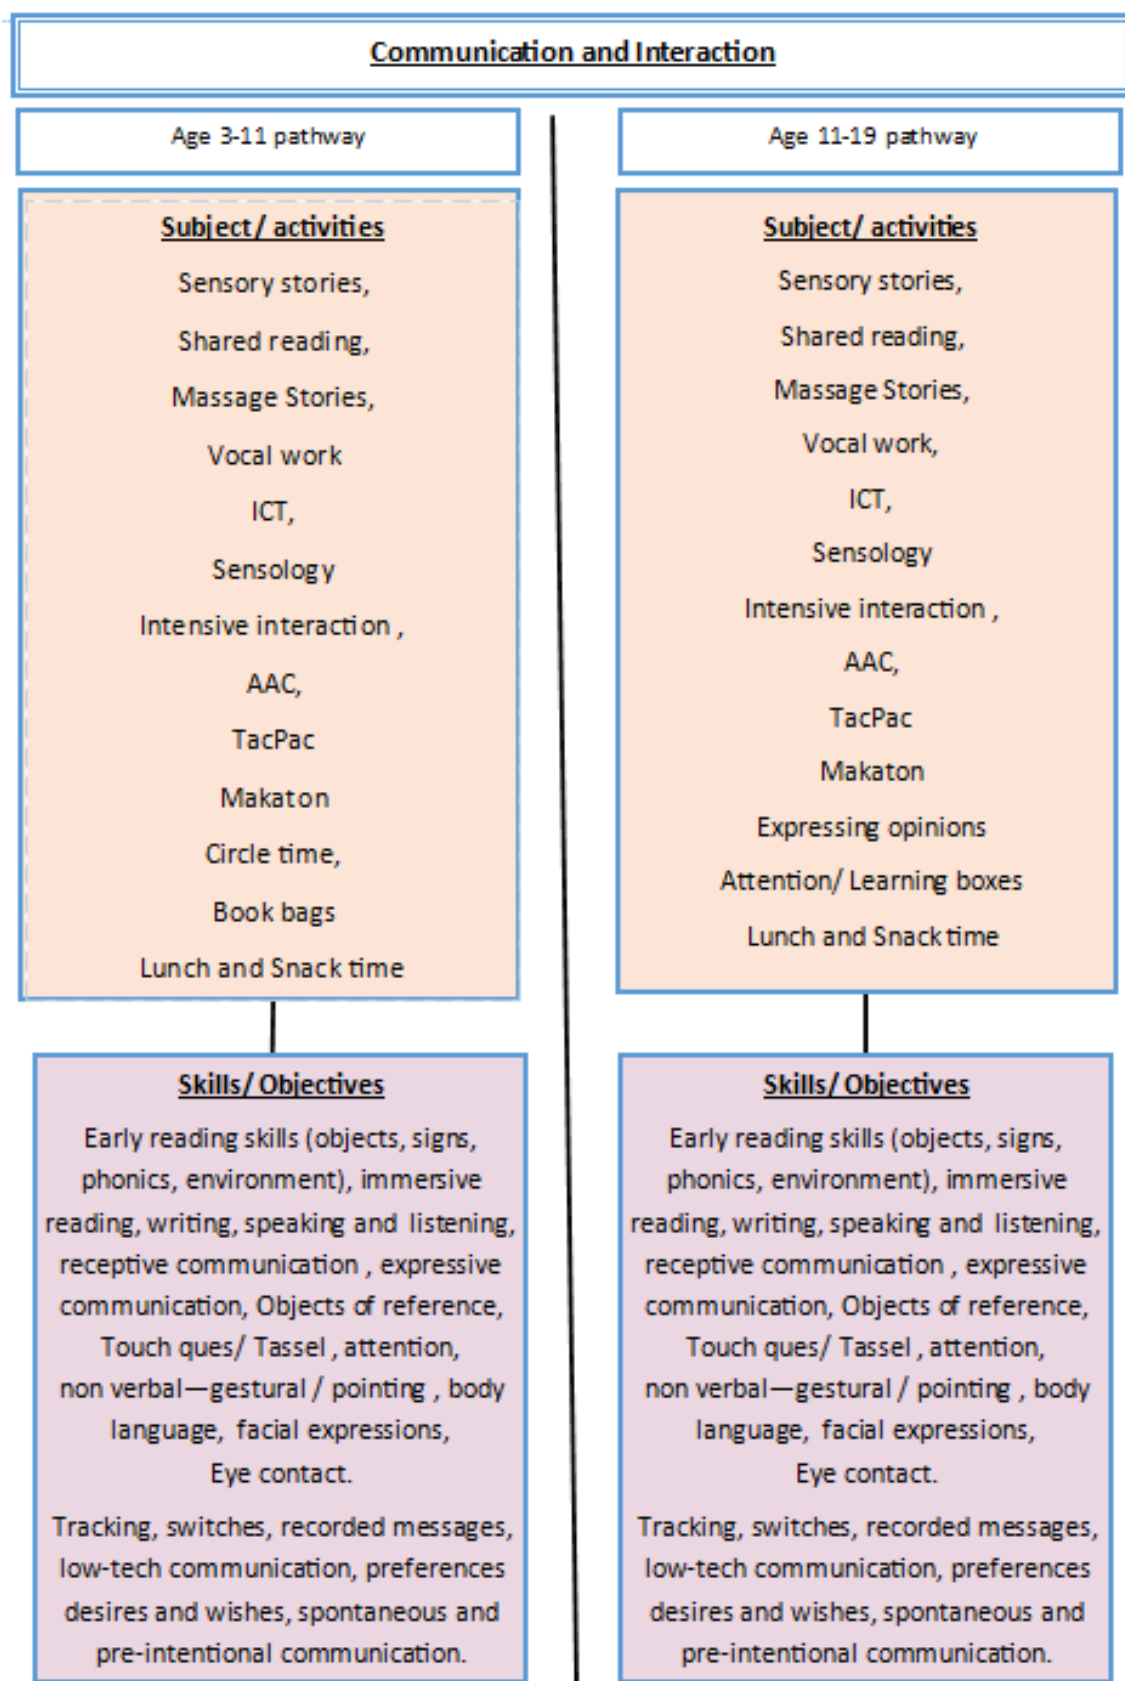 Communication and Interaction
Age 3-11 pathway
Subject/ activities
Sensory stories,
Shared reading,
Massage Stories,
Vocal work
ICT,
Sensology
Intensive interaction ,
AAC,
TacPac
Makaton
Circle time,
Book bags
Lunch and Snack time
Skills/ Objectives
Early reading skills (objects, signs,
phonics, environment), immersive
reading, writing, speaking and listening,
receptive communication , expressive
communication, Objects of reference,
Touch ques/ Tassel , attention,
non verbal—gestural / pointing , body
language, facial expressions,
Eye contact.
Tracking, switches, recorded messages,
low-tech communication, preferences
desires and wishes, spontaneous and
pre-intentional communication.
Age 11-19 pathway
Subject/ activities
Sensory stories,
Shared reading,
Massage Stories,
Vocal work,
ICT,
Sensology
Intensive interaction ,
AAC,
TacPac
Makaton
Expressing opinions
Attention/ Learning boxes
Lunch and Snack time
Skills/ Objectives
Early reading skills (objects, signs,
phonics, environment), immersive
reading, writing, speaking and listening,
receptive communication , expressive
communication, Objects of reference,
Touch ques/ Tassel , attention,
non verbal—gestural / pointing , body
language, facial expressions,
Eye contact.
Tracking, switches, recorded messages,
low-tech communication, preferences
desires and wishes, spontaneous and
pre-intentional communication.